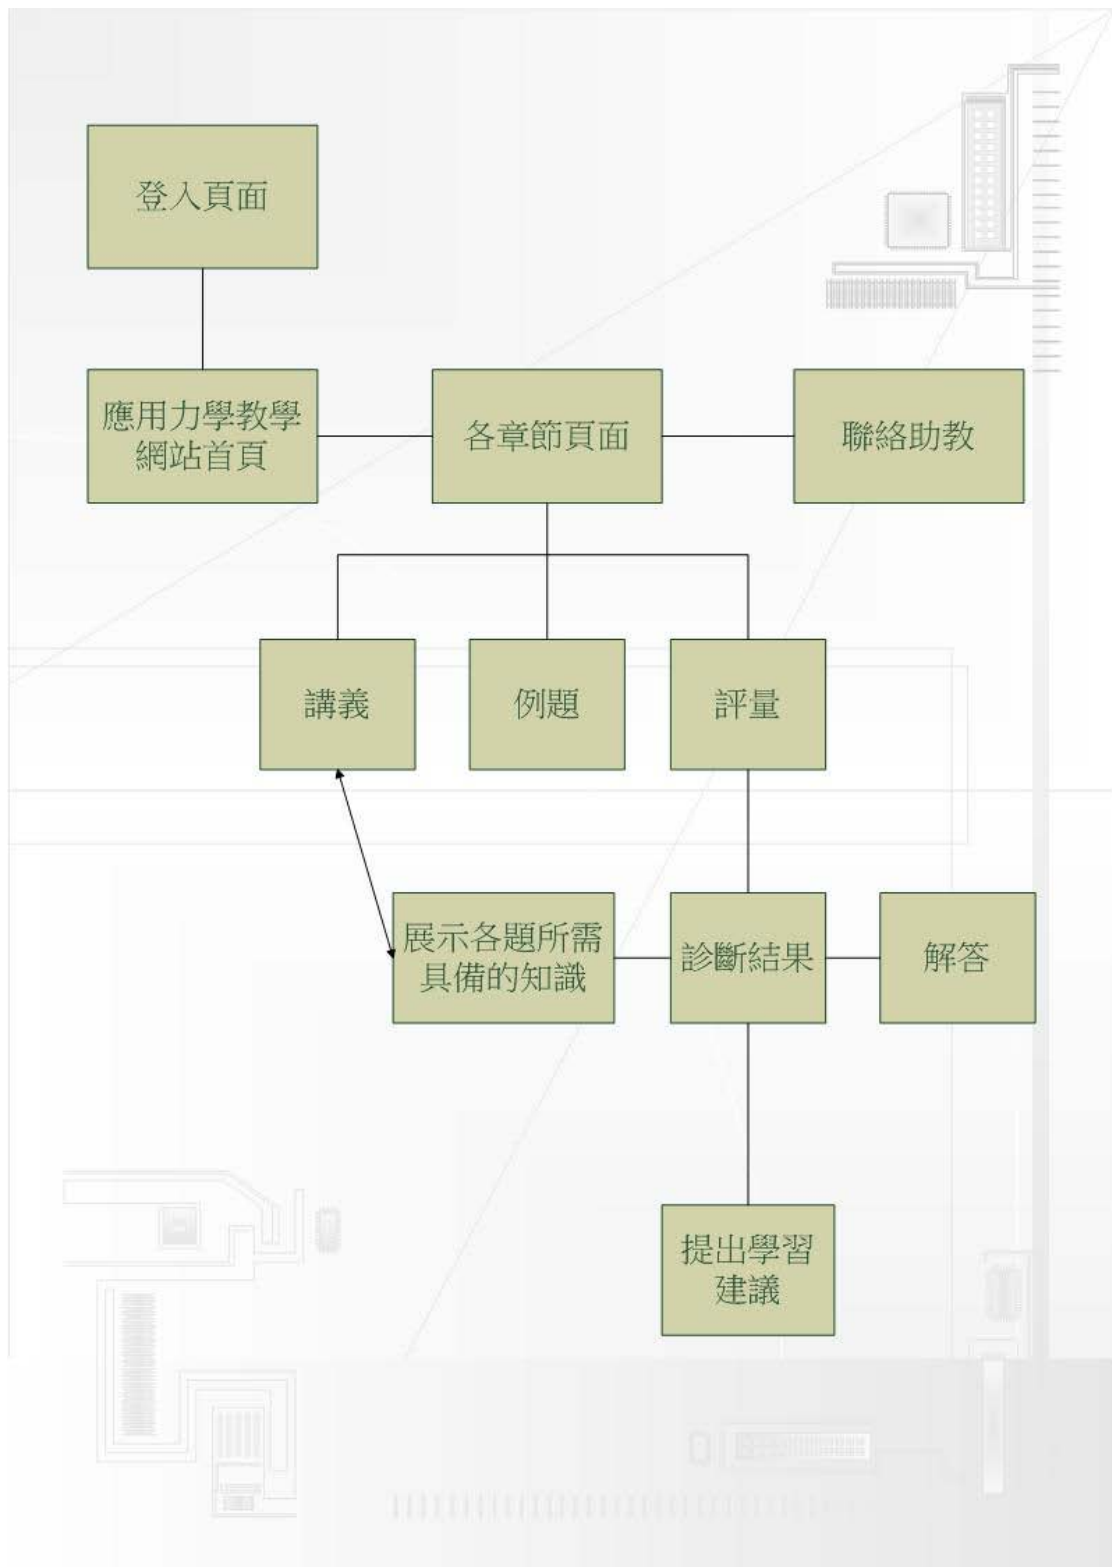 登入頁面
應用力學教學
網站首頁
各章節頁面
聯絡助教
講義
例題
評量
展示各題所需
具備的知識
診斷結果
解答
提出學習
建議